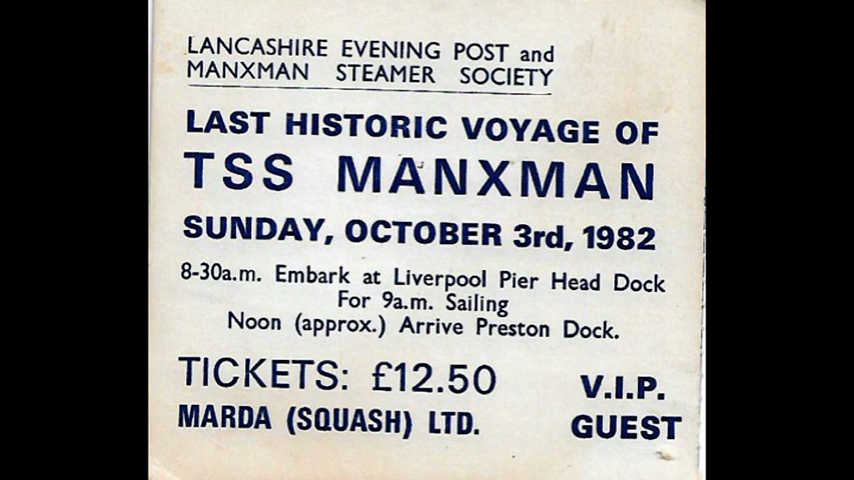 LANCASHIRE EVENING POST and
MANXMAN STEAMER SOCIETY
LAST HISTORIC VOYAGE OF
TSS MANXMAN
SUNDAY, OCTOBER 3rd, 1982
8-30a.m. Embark at Liverpool Pier Head Dock
For 9a.m. Sailing
Noon (approx.) Arrive Preston Dock.
TICKETS: £12.50
MARDA (SQUASH) LTD.
V.I.P.
GUEST